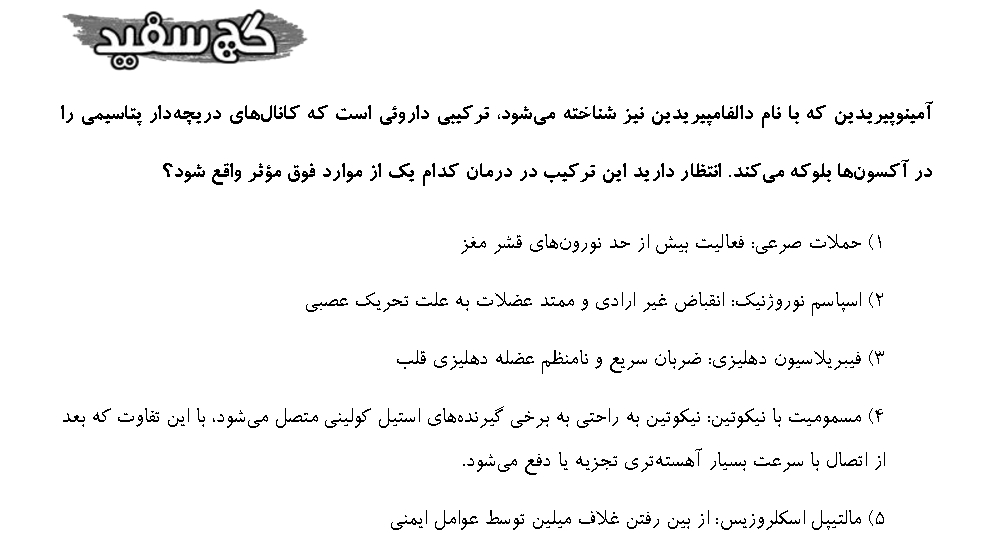 گچ سفید
آمینوپیریدین که با نام دالفامپیریدین نیز شناخته می‌شود، ترکیبی داروئی است که کانال‌های دریچه‌دار پتاسیمی را
در آکسون‌ها بلوکه می‌کند. انتظار دارید این ترکیب در درمان کدام یک از موارد فوق مؤثر واقع شود؟
۱) حملات صرعی: فعالیت بیش از حد نورون‌های قشر مغز
۲) اسپاسم نوروژنیک: انقباض غیر ارادی و ممتد عضلات به علت تحریک عصبی
۳) فیبریلاسیون دهلیزی: ضربان سریع و نامنظم عضله دهلیزی قلب
۴) مسمومیت با نیکوتین: نیکوتین به راحتی به برخی گیرنده‌های استیل کولینی متصل می‌شود، با این تفاوت که بعد
از اتصال با سرعت بسیار آهسته‌تری تجزیه یا دفع می‌شود.
۵) مالتیپل اسکلروزیس: از بین رفتن غلاف میلین توسط عوامل ایمنی